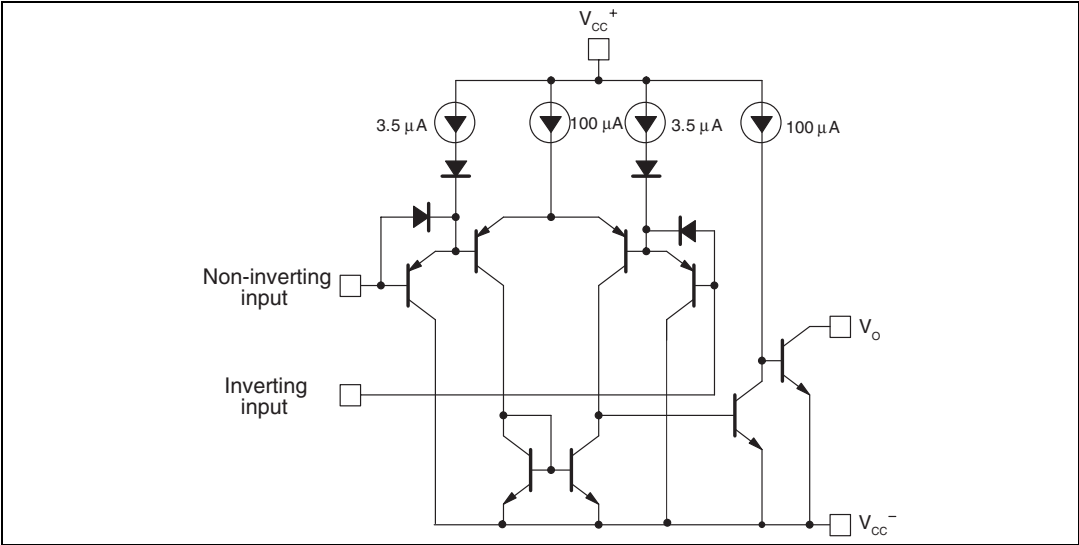 VCC+
3.5 µA
100 µA
3.5 µA
100 µA
Non-inverting
input
VO
Inverting
input
VCC–